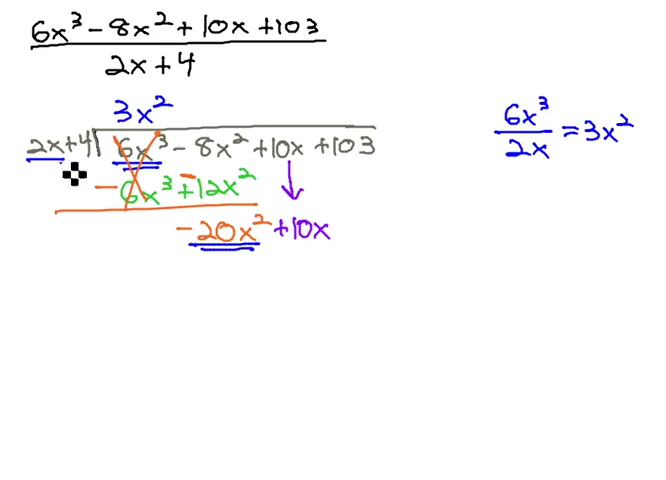 6x³ - 8x² + 10x + 103
2x + 4
3x²
2x+4 6x³ - 8x² + 10x + 103
- 6x³ + 12x²
- 20x² + 10x
6x³
2x
= 3x²